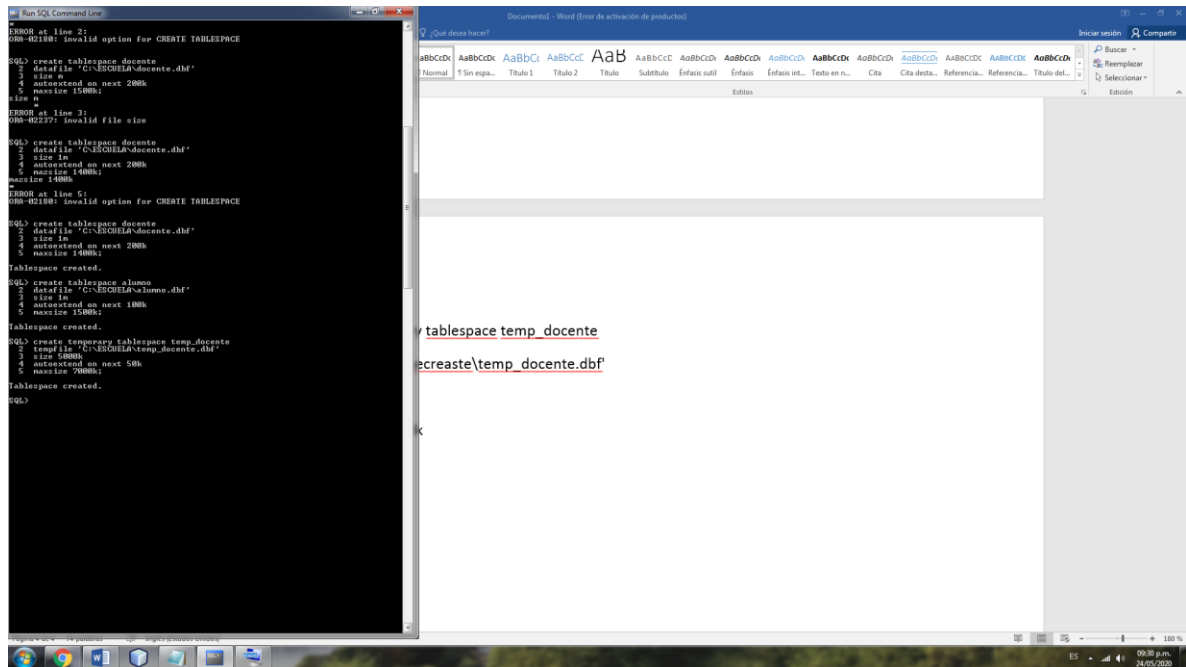 Run SQL Command Line
*
ERROR at line 2:
ORA-02180: invalid option for CREATE TABLESPACE
SQL> create tablespace docente
2 datafile 'C:\ESCUELA\docente.dbf'
3 size m
4 autoextend on next 200k
5 maxsize 1500k;
size m
*
ERROR at line 3:
ORA-02237: invalid file size
SQL> create tablespace docente
2 datafile 'C\ESCUELA\docente.dbf'
3 size 1m
4 autoextend on next 200k
5 mazsize 1400k;
mazsize 1400k
*
ERROR at line 5:
ORA-02180: invalid option for CREATE TABLESPACE
SQL> create tablespace docente
2 datafile 'C:\ESCUELA\docente.dbf'
3 size 1m
4 autoextend on next 200k
5 maxsize 1400k;
Tablespace created.
SQL> create tablespace alumno
2 datafile 'C:\ESCUELA\alumno.dbf'
3 size 1m
4 autoextend on next 100k
5 maxsize 1500k;
Tablespace created.
SQL> create temporary tablespace temp_docente
2 tempfile 'C:\ESCUELA\temp_docente.dbf'
3 size 5000k
4 autoextend on next 50k
5 maxsize 7000k;
Tablespace created.
SQL>
Documento1 - Word (Error de activación de productos)
¿Qué desea hacer?
Iniciar sesión Compartir
AaBbCcDc AaBbCcDc AaBbCc AaBbCcC AaB AaBbCcC AaBbCcDc AaBbCcDc AaBbCcDc AaBbCcDc AaBbCcDc AaBbCcDc AaBbCcDc AaBbCcDc AaBbCcDc
Normal ¶ Sin espa... Título 1 Título 2 Título Subtítulo Énfasis sutil Énfasis Énfasis int... Texto en n... Cita Cita desta... Referencia... Referencia... Título del...
Buscar
Reemplazar
Seleccionar
Estilos
Edición
tablespace temp_docente
ecreaste\temp_docente.dbf'
k
180 %
ES
09:30 p.m.
24/05/2020